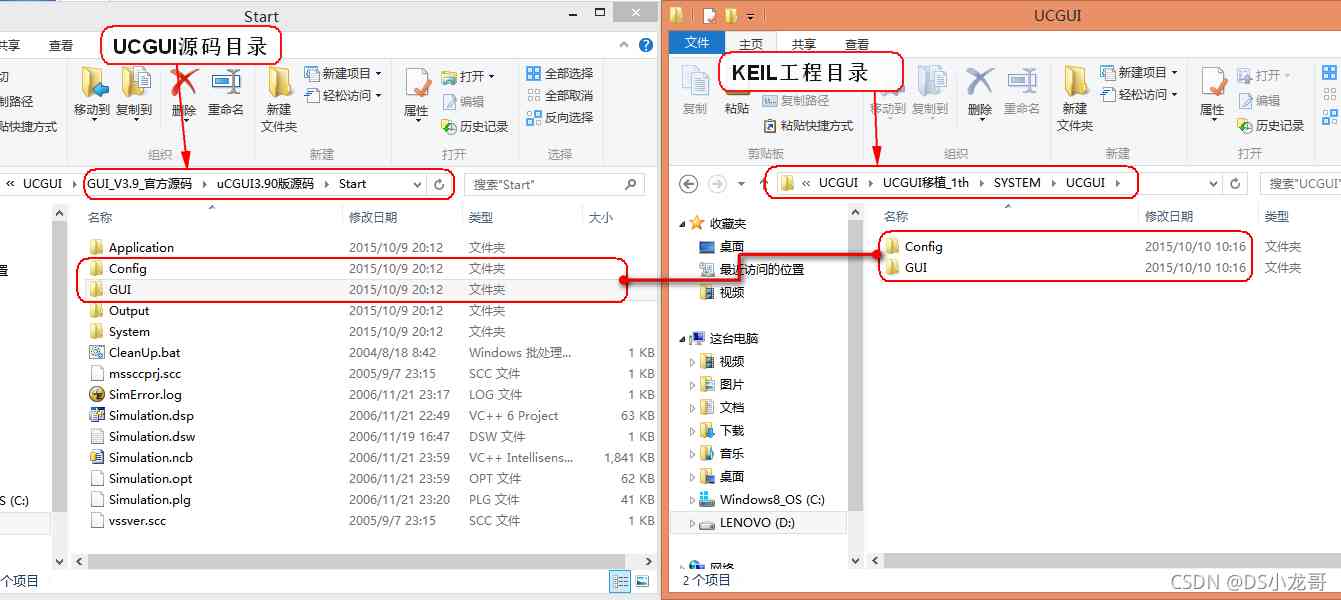 Start
共享 查看
UCGUI源码目录
移动到 复制到 删除 重命名
新建
文件夹
新建项目
轻松访问
属性
打开
编辑
历史记录
全部选择
全部取消
反向选择
制路径
贴快捷方式
组织 新建 打开 选择
« UCGUI GUI_V3.9_官方源码 uCGUI3.90版源码 Start
搜索"Start"
名称 修改日期 类型 大小
Application 2015/10/9 20:12 文件夹
Config 2015/10/9 20:12 文件夹
GUI 2015/10/9 20:12 文件夹
Output 2015/10/9 20:12 文件夹
System 2015/10/9 20:12 文件夹
CleanUp.bat 2004/8/18 8:42 Windows 批处理... 1 KB
mssccprj.scc 2005/9/7 23:15 SCC 文件 1 KB
SimError.log 2006/11/21 23:17 LOG 文件 1 KB
Simulation.dsp 2006/11/21 22:49 VC++ 6 Project 63 KB
Simulation.dsw 2006/11/19 16:47 DSW 文件 1 KB
Simulation.ncb 2006/11/21 23:59 VC++ Intellisens... 1,841 KB
Simulation.opt 2006/11/21 23:59 OPT 文件 62 KB
Simulation.plg 2006/11/21 23:20 PLG 文件 41 KB
vssver.scc 2005/9/7 23:15 SCC 文件 1 KB
S (C:)
个项目
UCGUI
文件 主页 共享 查看
KEIL工程目录
复制 粘贴
复制路径
粘贴快捷方式
移动到 复制到 删除 重命名
新建
文件夹
新建项目
轻松访问
属性
打开
编辑
历史记录
剪贴板 组织 新建 打开
« UCGUI UCGUI移植_1th SYSTEM UCGUI
搜索"UCGUI"
收藏夹
桌面
最近访问的位置
视频
这台电脑
视频
图片
文档
下载
音乐
桌面
Windows8_OS (C:)
LENOVO (D:)
网络
名称 修改日期 类型
Config 2015/10/10 10:16 文件夹
GUI 2015/10/10 10:16 文件夹
2 个项目
CSDN @DS小龙哥